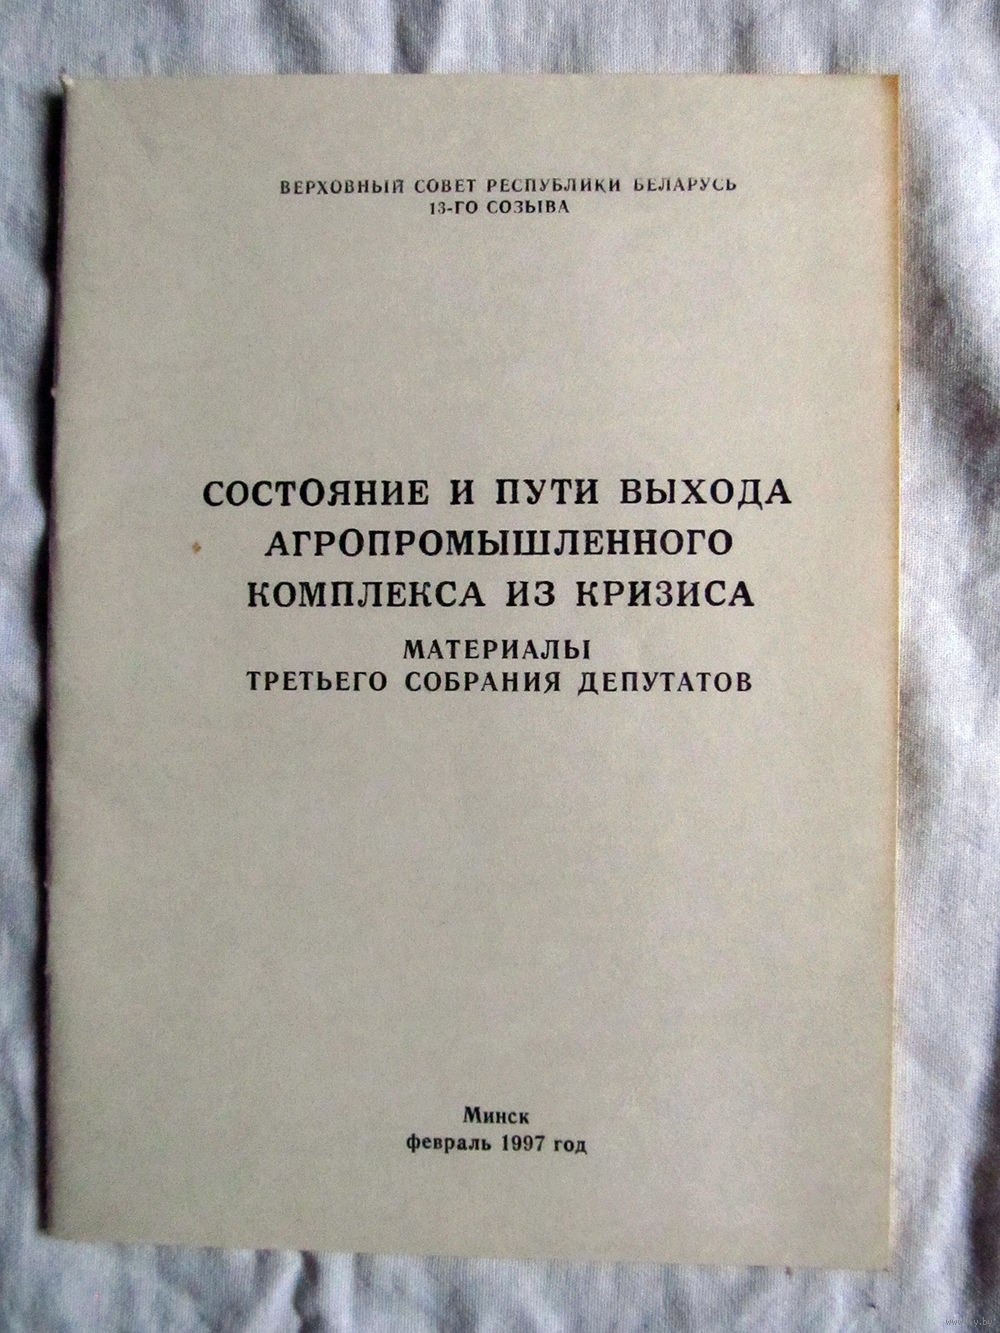 ВЕРХОВНЫЙ СОВЕТ РЕСПУБЛИКИ БЕЛАРУСЬ
13-ГО СОЗЫВА
СОСТОЯНИЕ И ПУТИ ВЫХОДА
АГРОПРОМЫШЛЕННОГО
КОМПЛЕКСА ИЗ КРИЗИСА
МАТЕРИАЛЫ
ТРЕТЬЕГО СОБРАНИЯ ДЕПУТАТОВ
Минск
февраль 1997 год